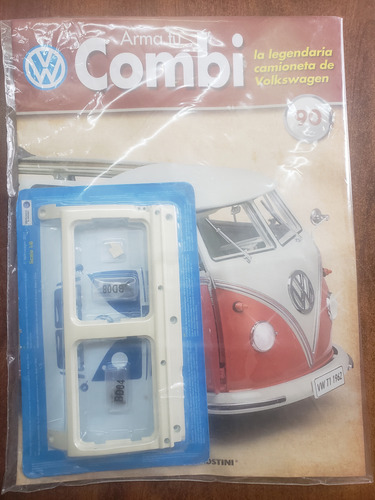 Arma tu
Combi
la legendaria
camioneta de
Volkswagen
90
VW T1 1962
OSTINI